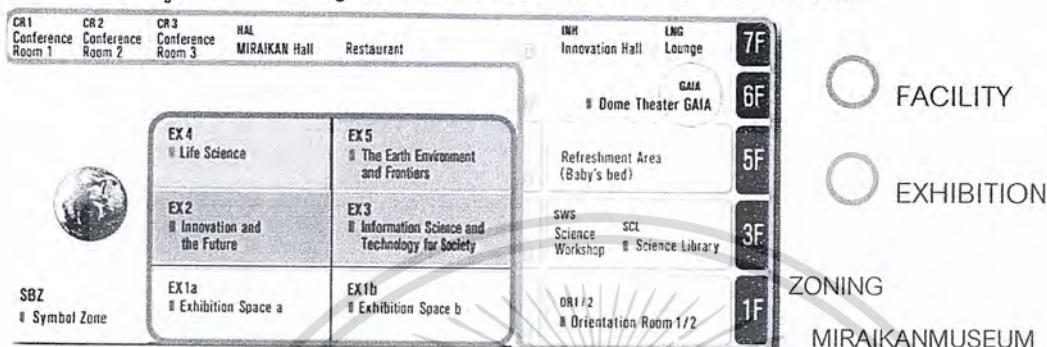 CR1
Conference
Room 1
CR2
Conference
Room 2
CR3
Conference
Room 3
HAL
MIRAIKAN Hall
Restaurant
INH
Innovation Hall
LNG
Lounge
7F
GAIA
Dome Theater GAIA
6F
EX4
Life Science
EX5
The Earth Environment
and Frontiers
Refreshment Area
(Baby's bed)
5F
EX2
Innovation and
the Future
EX3
Information Science and
Technology for Society
SWS
Science
Workshop
SCL
Science Library
3F
SBZ
Symbol Zone
EX1a
Exhibition Space a
EX1b
Exhibition Space b
OR1/2
Orientation Room 1/2
1F
FACILITY
EXHIBITION
ZONING
MIRAIKANMUSEUM